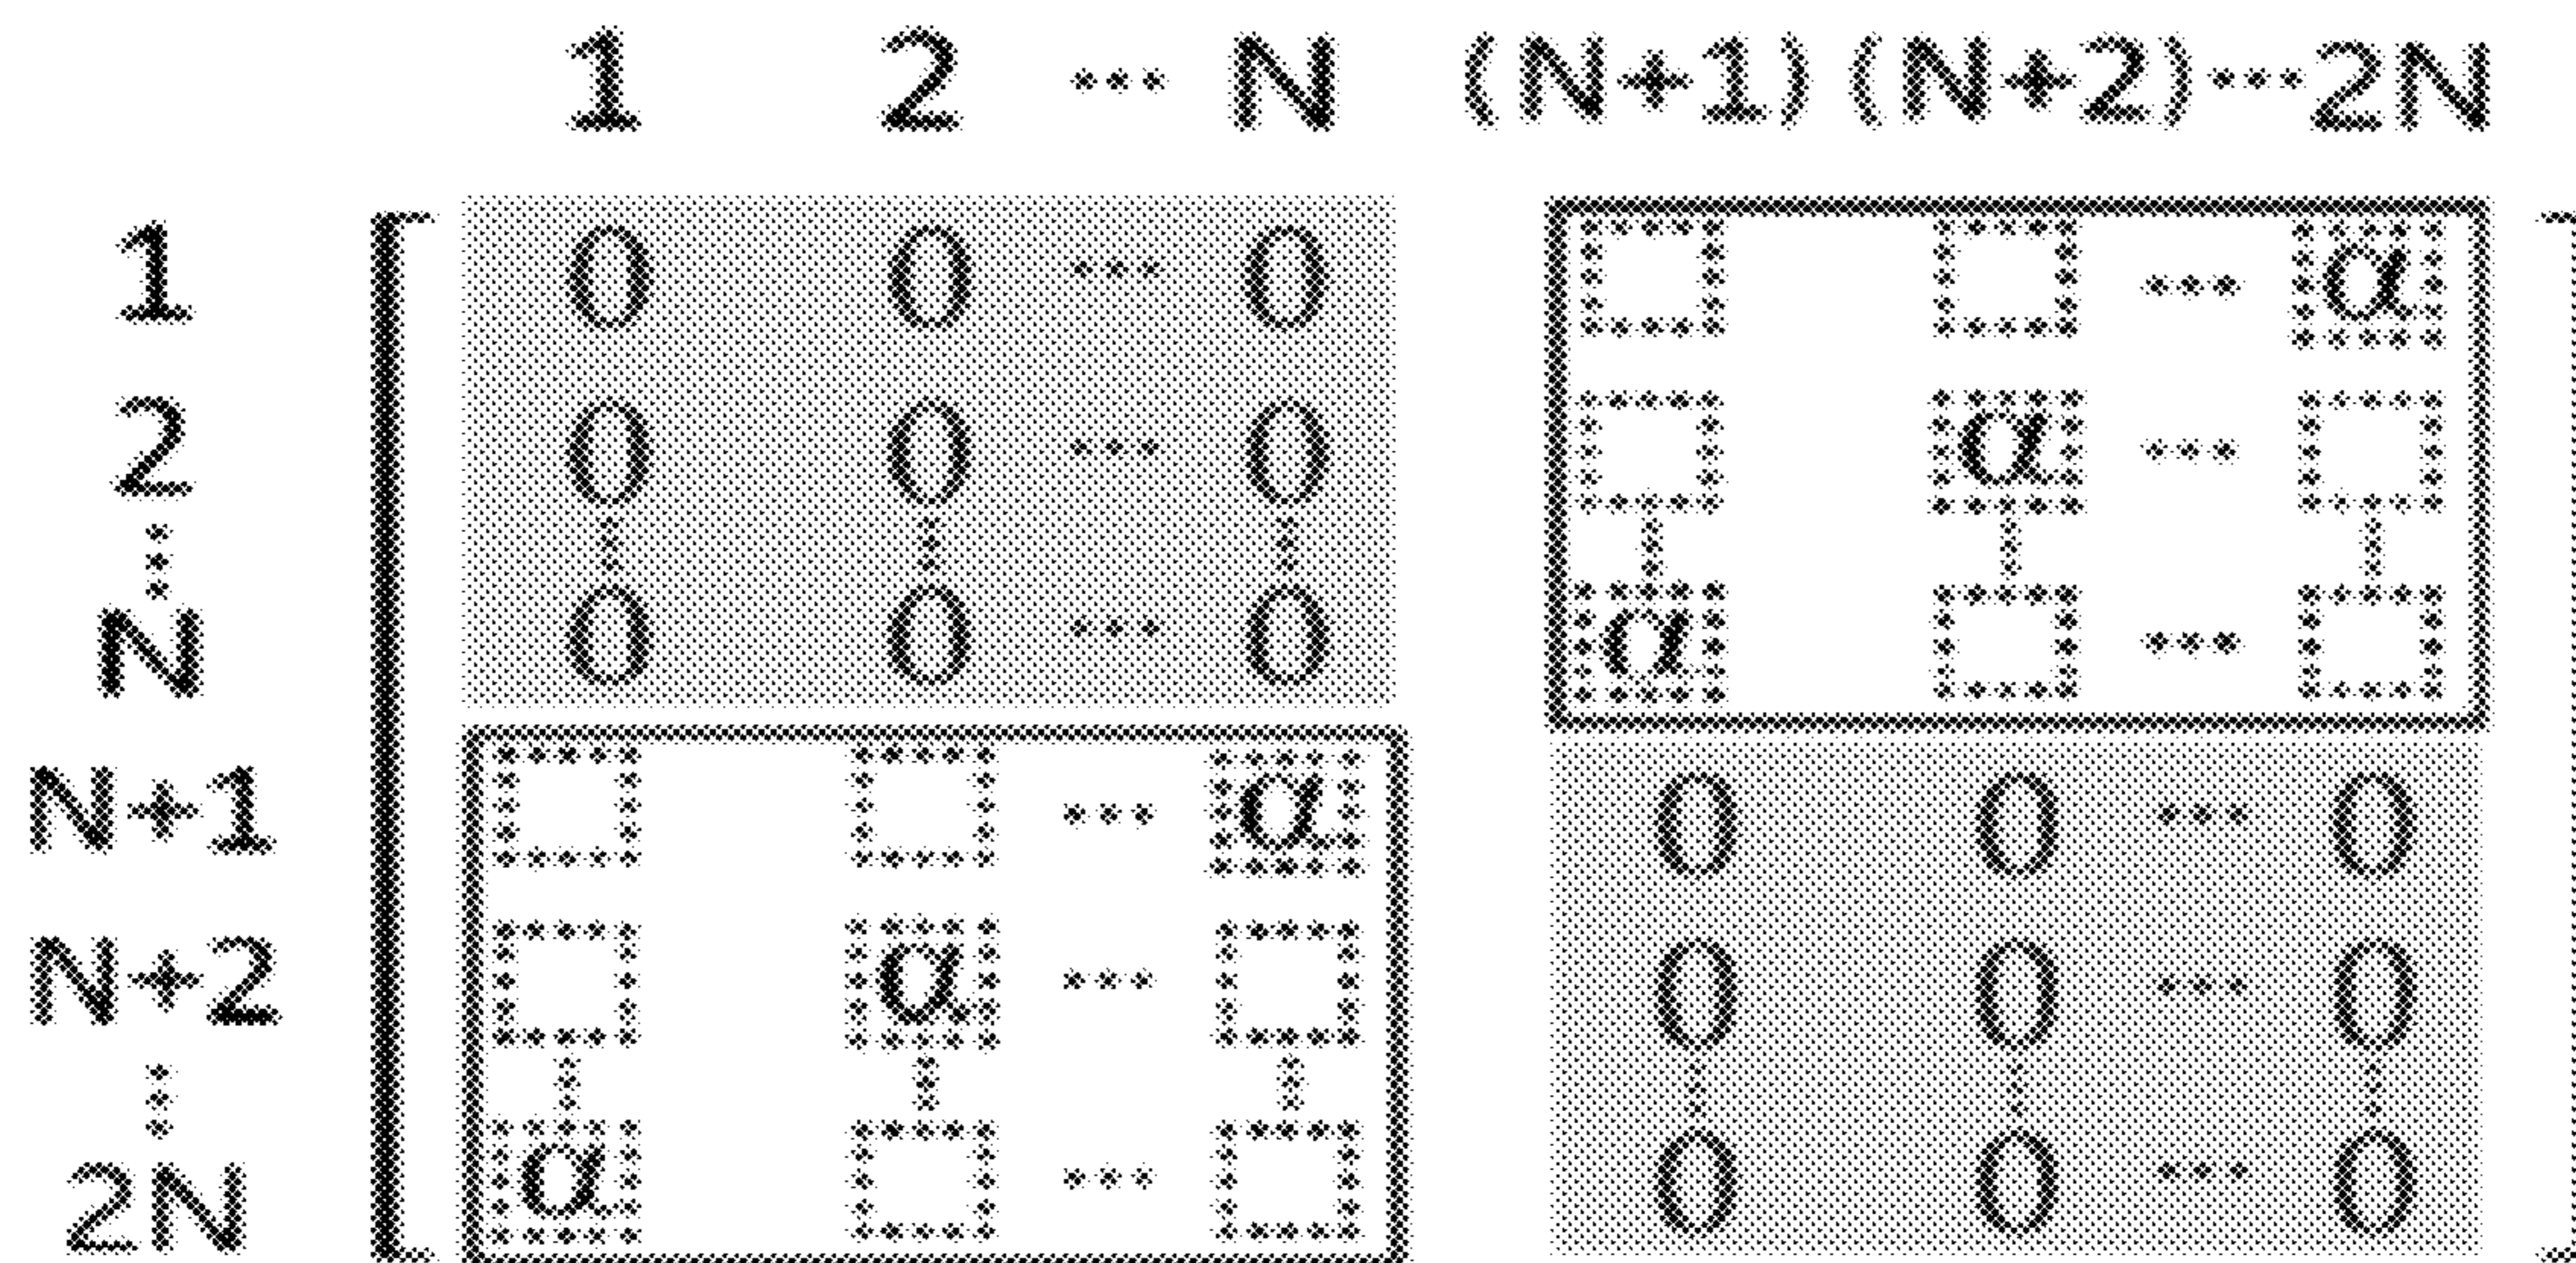 1 2 ... N (N+1) (N+2) ... 2N
1 0 0 ... 0 □ □ ... α
2 0 0 ... 0 □ α ... □
⋮ ⋮ ⋮ ⋮ ⋮ ⋮ ⋮
N 0 0 ... 0 α □ ... □
N+1 □ □ ... α 0 0 ... 0
N+2 □ α ... □ 0 0 ... 0
⋮ ⋮ ⋮ ⋮ ⋮ ⋮ ⋮
2N α □ ... □ 0 0 ... 0